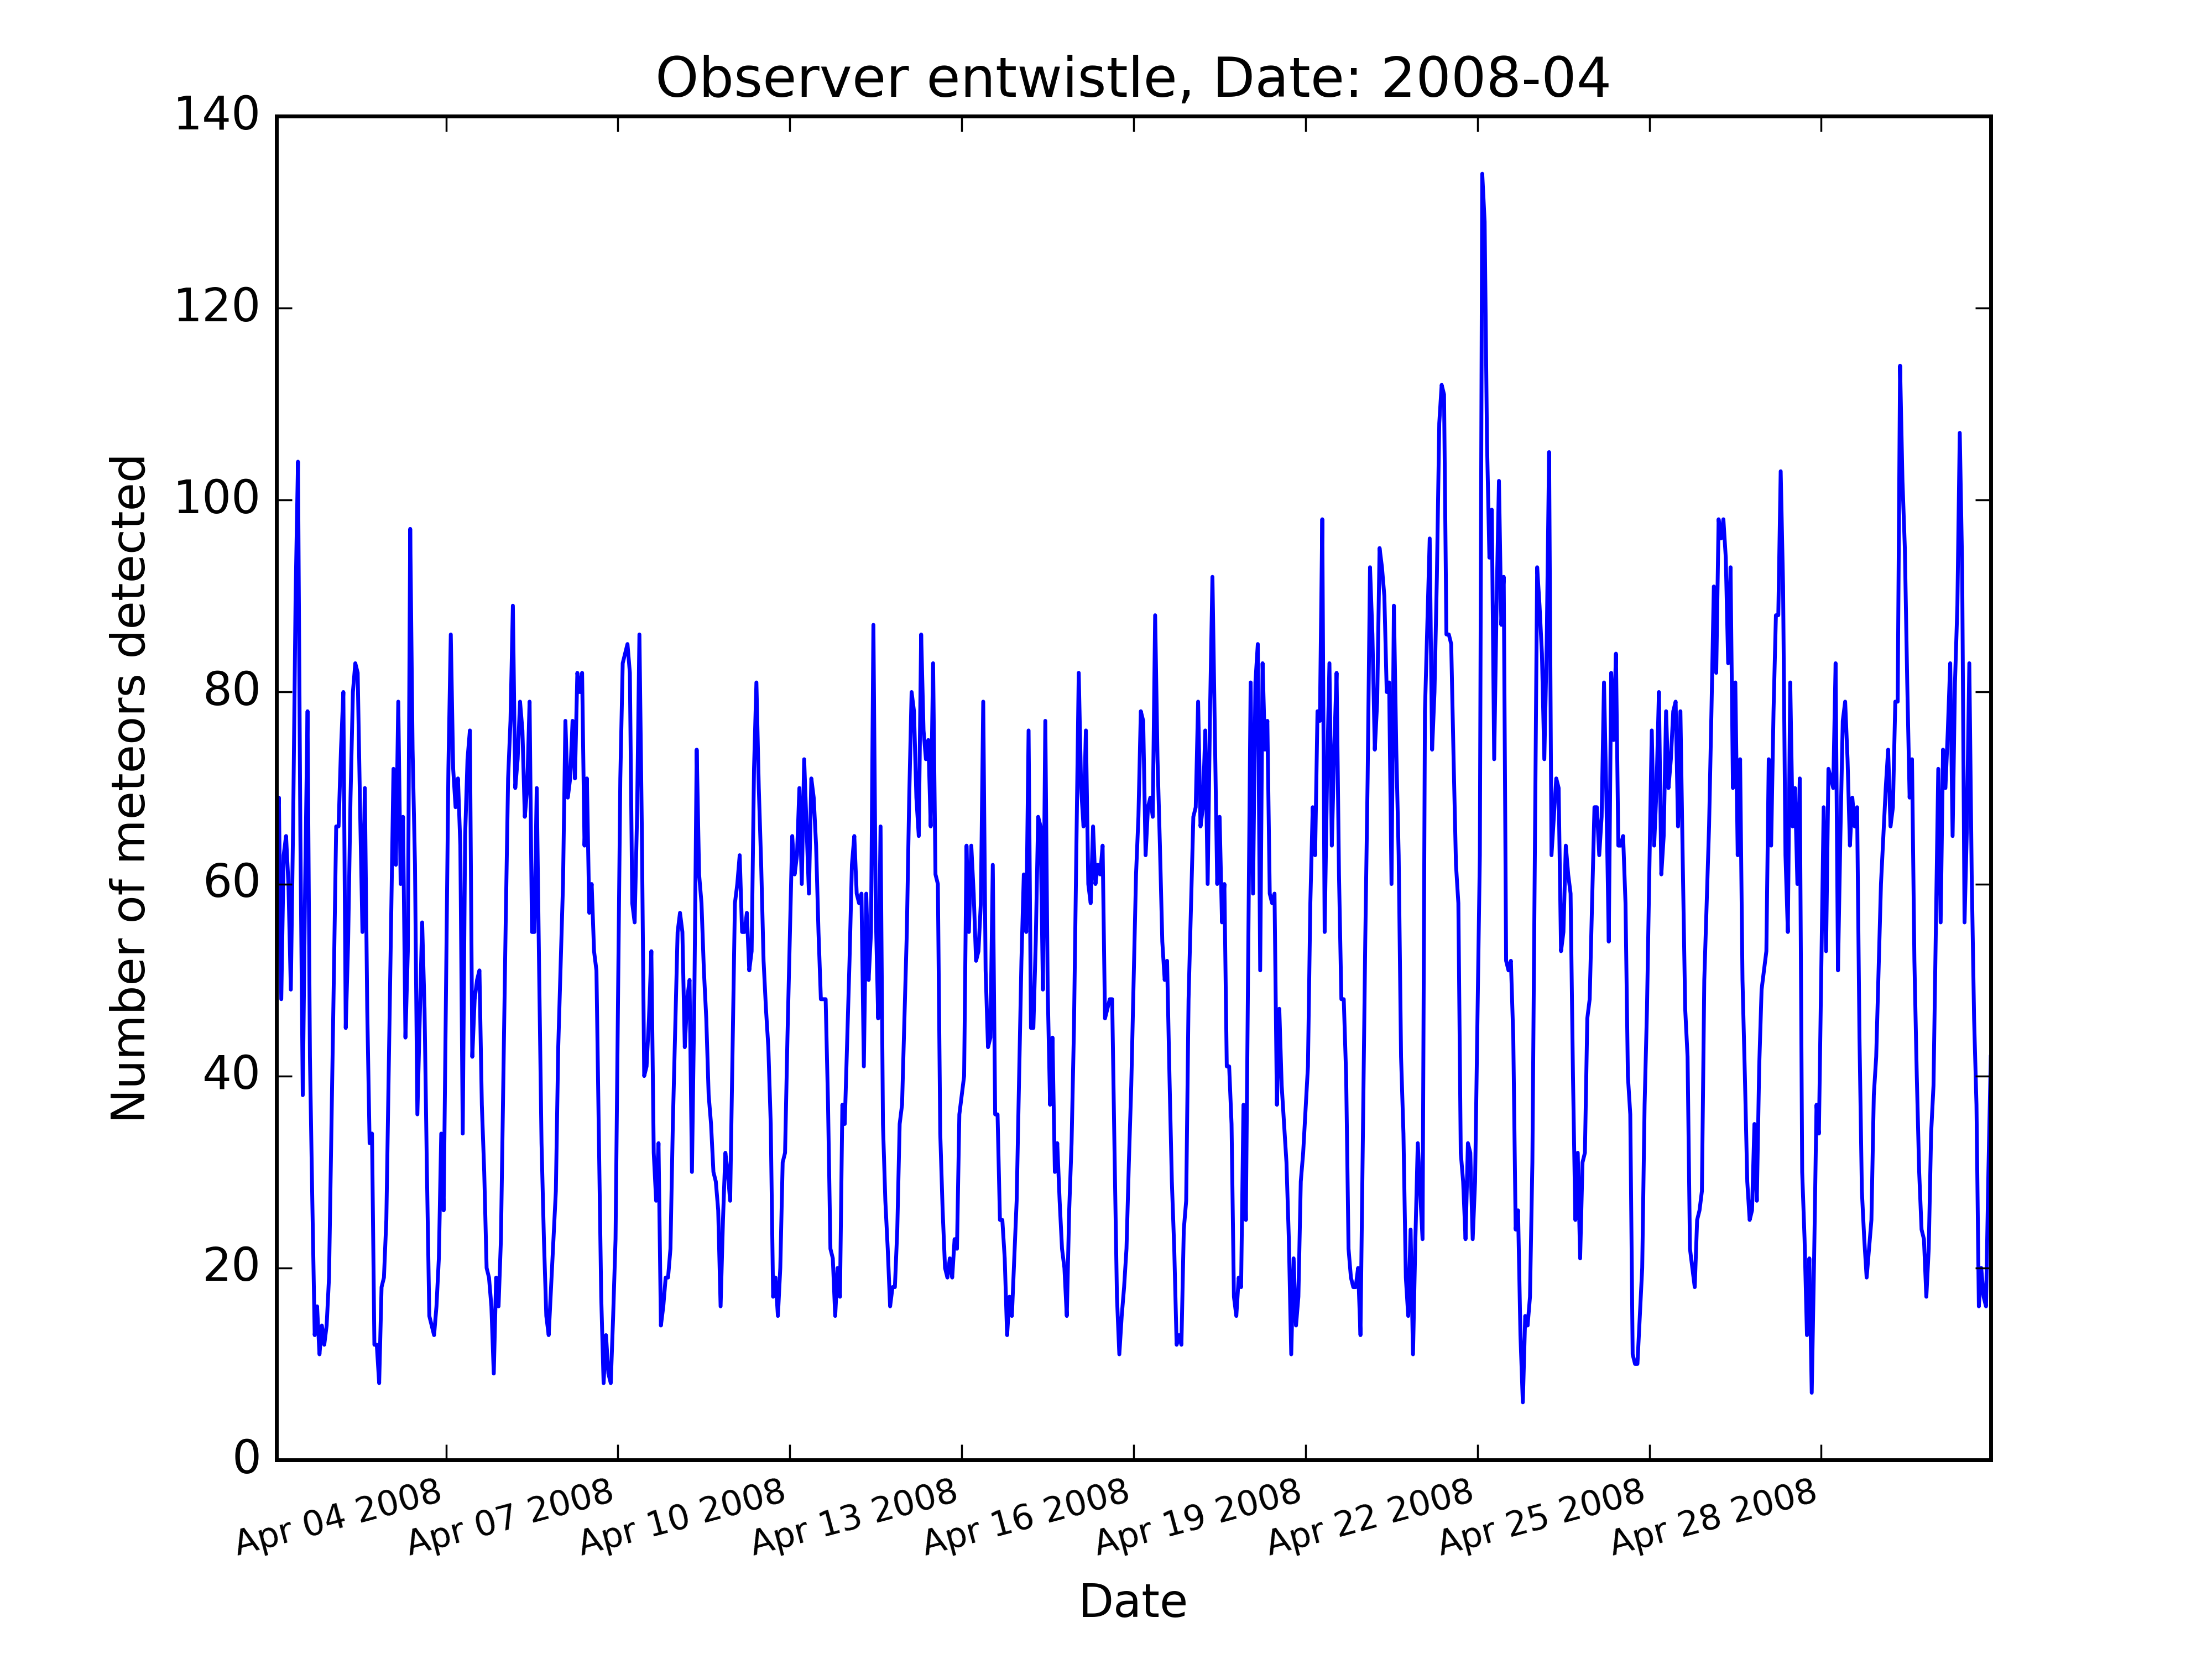 Observer entwistle, Date: 2008-04
140
120
100
80
60
40
20
0
Number of meteors detected
Apr 04 2008
Apr 07 2008
Apr 10 2008
Apr 13 2008
Apr 16 2008
Apr 19 2008
Apr 22 2008
Apr 25 2008
Apr 28 2008
Date